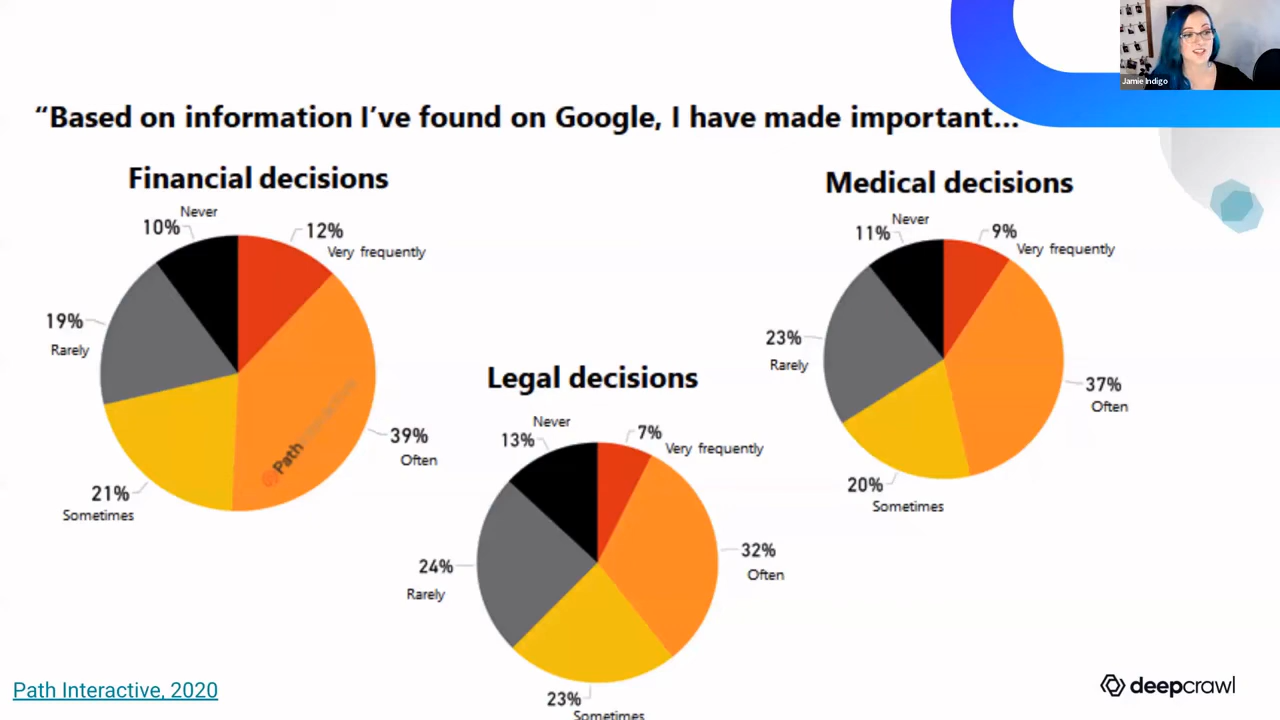 Jamie Indigo
“Based on information I’ve found on Google, I have made important...
Financial decisions
Never
10%
12%
Very frequently
19%
Rarely
39%
Often
21%
Sometimes
Path
Legal decisions
Never
13%
7%
Very frequently
24%
Rarely
32%
Often
23%
Sometimes
Medical decisions
Never
11%
9%
Very frequently
23%
Rarely
37%
Often
20%
Sometimes
Path Interactive, 2020
deepcrawl